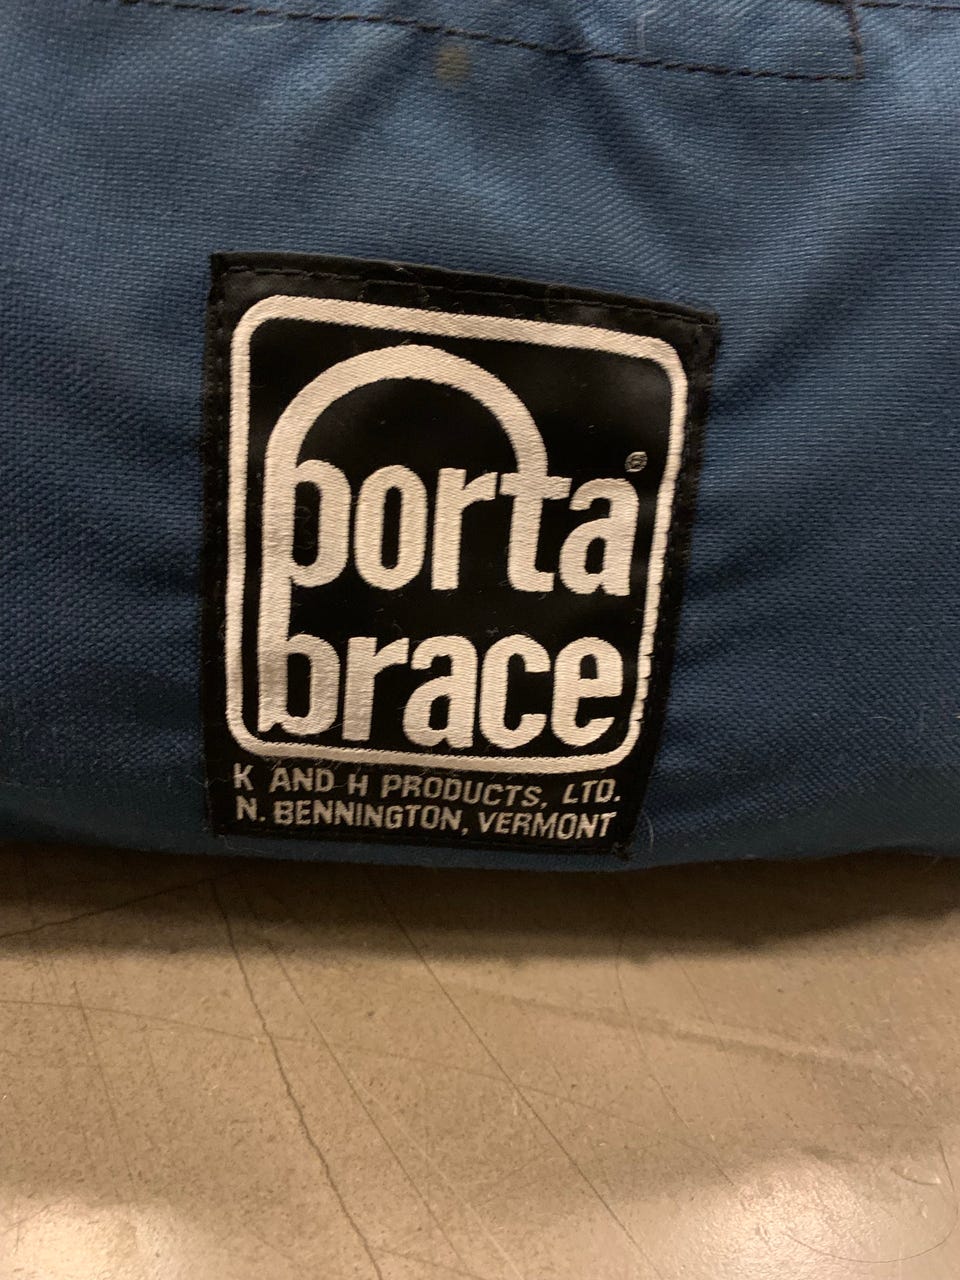 porta®
brace
K AND H PRODUCTS, LTD.
N. BENNINGTON, VERMONT